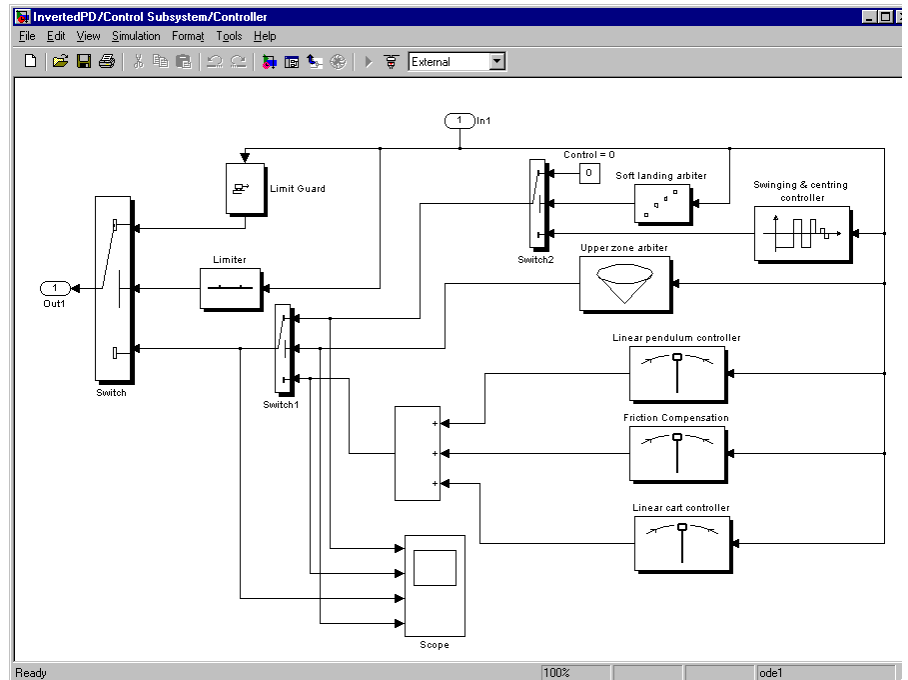 InvertedPD/Control Subsystem/Controller
File Edit View Simulation Format Tools Help
External
1
In1
Control = 0
0
Limit Guard
Soft landing arbiter
Swinging & centring
controller
Switch2
Upper zone arbiter
Limiter
1
Out1
Linear pendulum controller
Switch
Switch1
Friction Compensation
+
+
+
Linear cart controller
Scope
Ready
100%
ode1